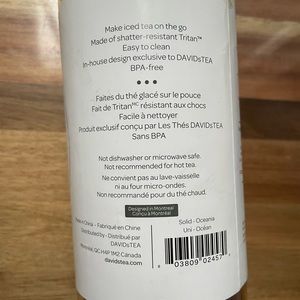 Make iced tea on the go
Made of shatter-resistant Tritan™
Easy to clean
In-house design exclusive to DAVIDsTEA
BPA-free
Faites du thé glacé sur le pouce
Fait de Tritanᴹᶜ résistant aux chocs
Facile à nettoyer
Produit exclusif conçu par Les Thés DAVIDsTEA
Sans BPA
Not dishwasher or microwave safe.
Not recommended for hot tea.
Ne convient pas au lave-vaisselle
ni au four micro-ondes.
Non recommandé pour du thé chaud.
Designed in Montreal
Conçu à Montréal
Made in China – Fabriqué en Chine
Distributed by - Distribué par
DAVIDsTEA
Montréal, QC H4P 1M2 Canada
davidstea.com
Solid - Oceania
Uni - Océan
03809 02457